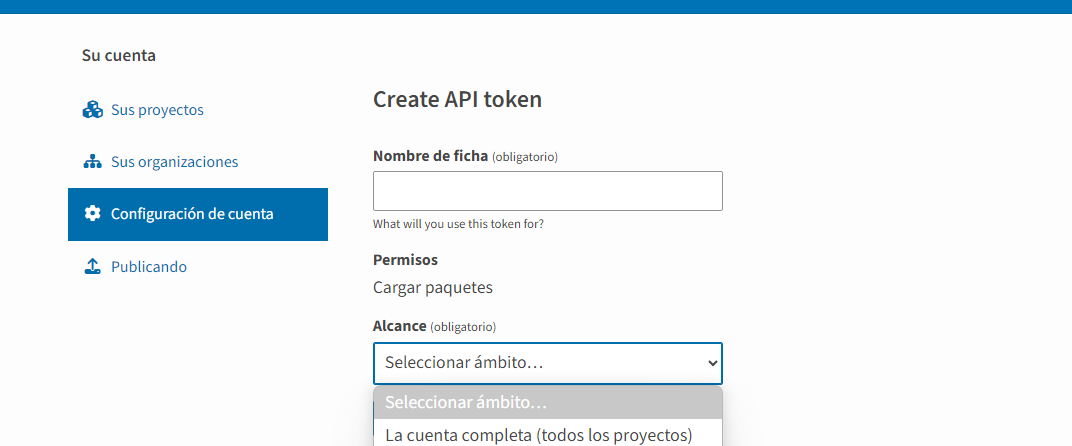 Su cuenta
Sus proyectos
Sus organizaciones
Configuración de cuenta
Publicando
Create API token
Nombre de ficha (obligatorio)
What will you use this token for?
Permisos
Cargar paquetes
Alcance (obligatorio)
Seleccionar ámbito…
Seleccionar ámbito…
La cuenta completa (todos los proyectos)